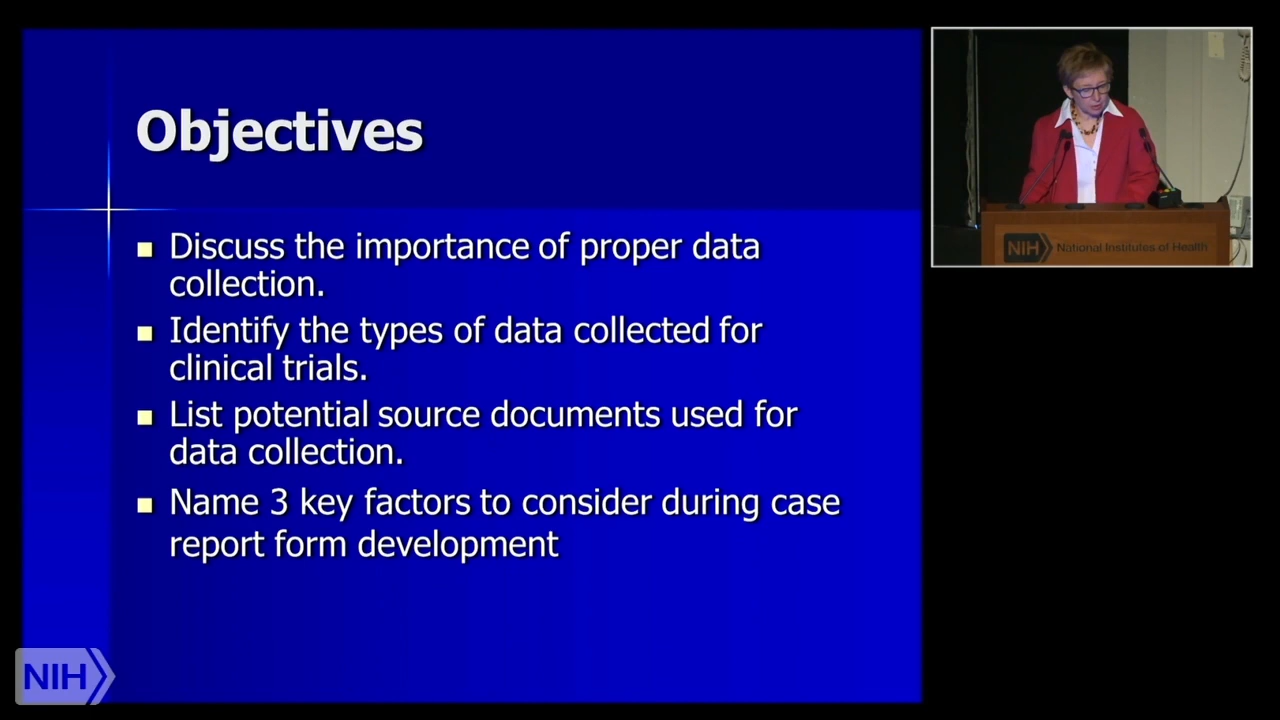 Objectives
Discuss the importance of proper data
collection.
Identify the types of data collected for
clinical trials.
List potential source documents used for
data collection.
Name 3 key factors to consider during case
report form development
NIH National Institutes of Health
NIH